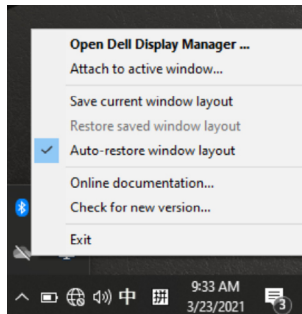 Open Dell Display Manager ...
Attach to active window...
Save current window layout
Restore saved window layout
Auto-restore window layout
Online documentation...
Check for new version...
Exit
中 拼 9:33 AM
3/23/2021 3